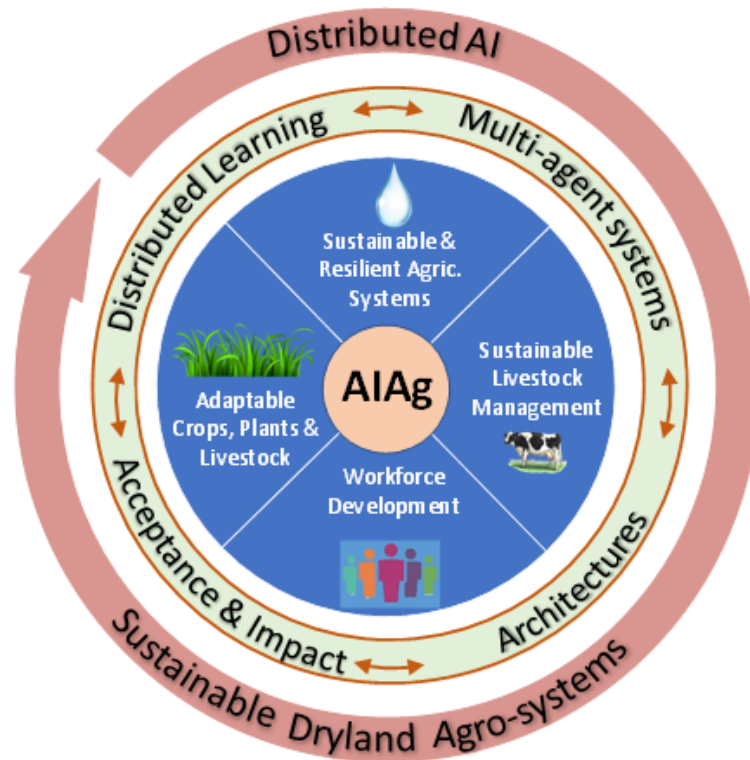 Distributed AI
Distributed Learning
Multi-agent systems
Sustainable &
Resilient Agric.
Systems
Adaptable
Crops, Plants &
Livestock
AIAg
Sustainable
Livestock
Management
Workforce
Development
Acceptance & Impact
Architectures
Sustainable Dryland Agro-systems